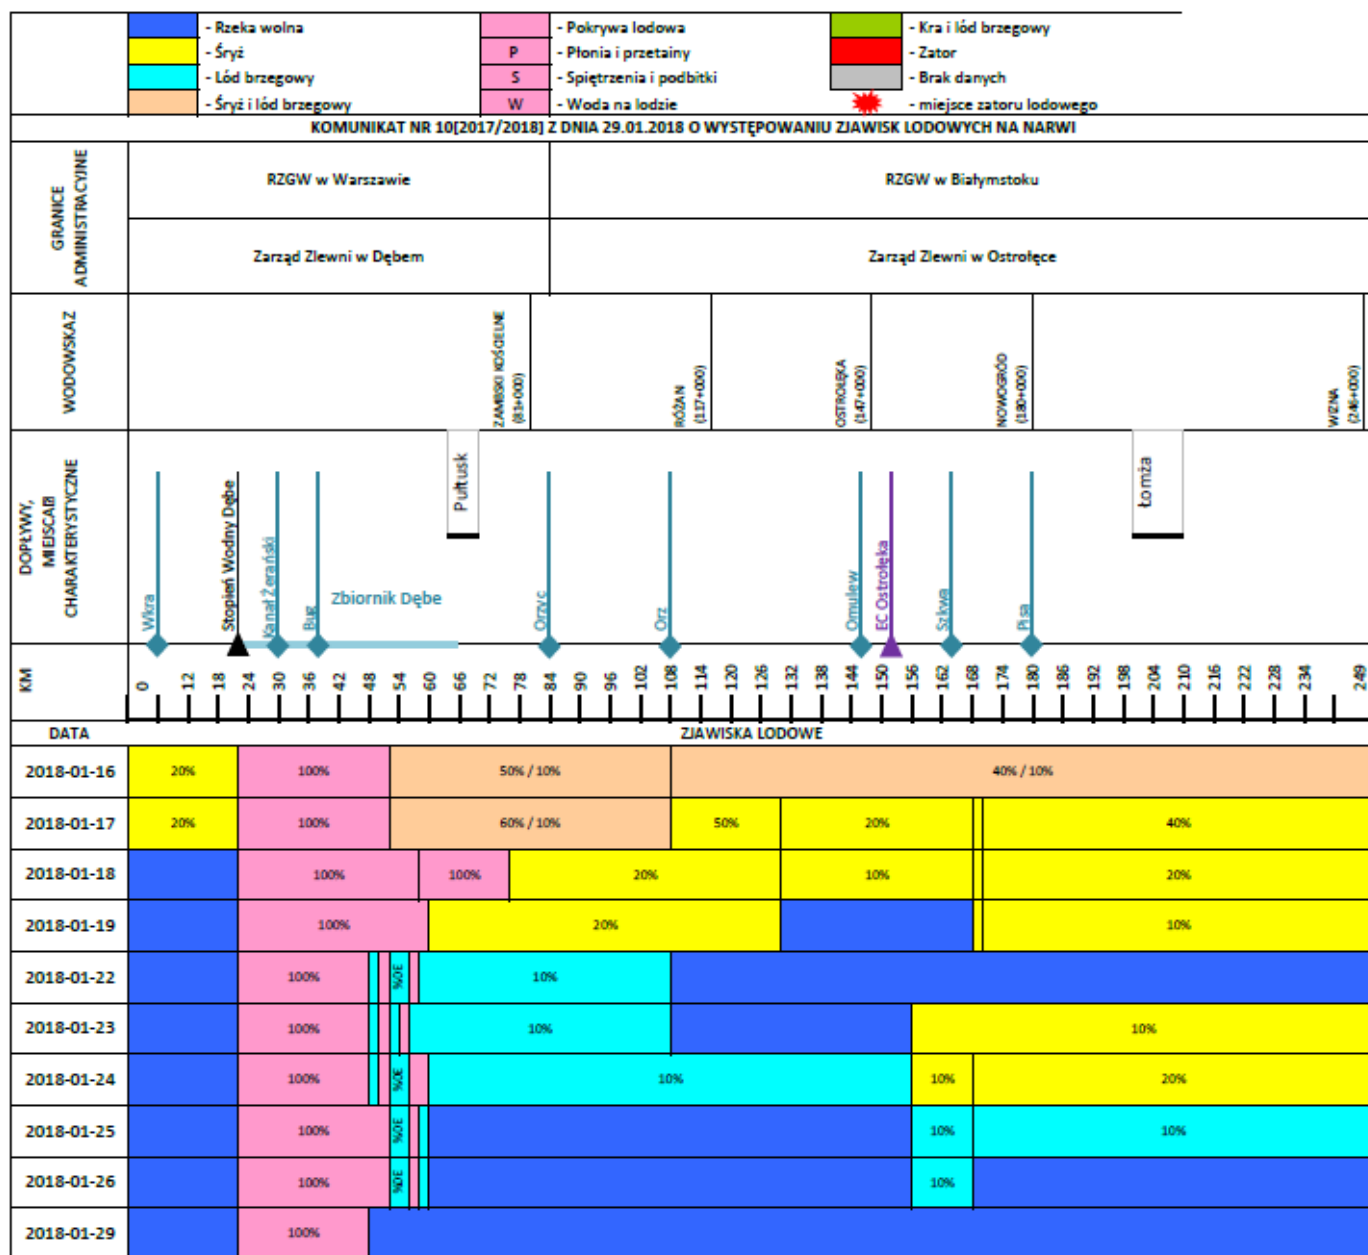 - Rzeka wolna
- Pokrywa lodowa
- Kra i lód brzegowy
- Śryż
P
- Płonia i przetainy
- Zator
- Lód brzegowy
S
- Spiętrzenia i podbitki
- Brak danych
- Śryż i lód brzegowy
W
- Woda na lodzie
- miejsce zatoru lodowego
KOMUNIKAT NR 10[2017/2018] Z DNIA 29.01.2018 O WYSTĘPOWANIU ZJAWISK LODOWYCH NA NARWI
GRANICE
ADMINISTRACYJNE
RZGW w Warszawie
RZGW w Białymstoku
Zarząd Zlewni w Dębem
Zarząd Zlewni w Ostrołęce
WODOWSKAZ
ZAMBSKI KOŚCIELNE
(81+000)
RÓŻAN
(117+000)
OSTROŁĘKA
(147+000)
NOWOGRÓD
(180+000)
WIZNA
(246+000)
DOPŁYWY,
MIEJSCA
CHARAKTERYSTYCZNE
Wkra
Stopień Wodny Dębe
Kanał Żerański
Bug
Zbiornik Dębe
Pułtusk
Orzyc
Orz
Omulew
EC Ostrołęka
Szkwa
Pisa
Łomża
KM
0 12 18 24 30 36 42 48 54 60 66 72 78 84 90 96 102 108 114 120 126 132 138 144 150 156 162 168 174 180 186 192 198 204 210 216 222 228 234 249
DATA
ZJAWISKA LODOWE
2018-01-16 20% 100% 50% / 10% 40% / 10%
2018-01-17 20% 100% 60% / 10% 50% 20% 40%
2018-01-18 100% 100% 20% 10% 20%
2018-01-19 100% 20% 10%
2018-01-22 100% 30% 10%
2018-01-23 100% 10% 10%
2018-01-24 100% 30% 10% 10% 20%
2018-01-25 100% 30% 10% 10%
2018-01-26 100% 30% 10%
2018-01-29 100%